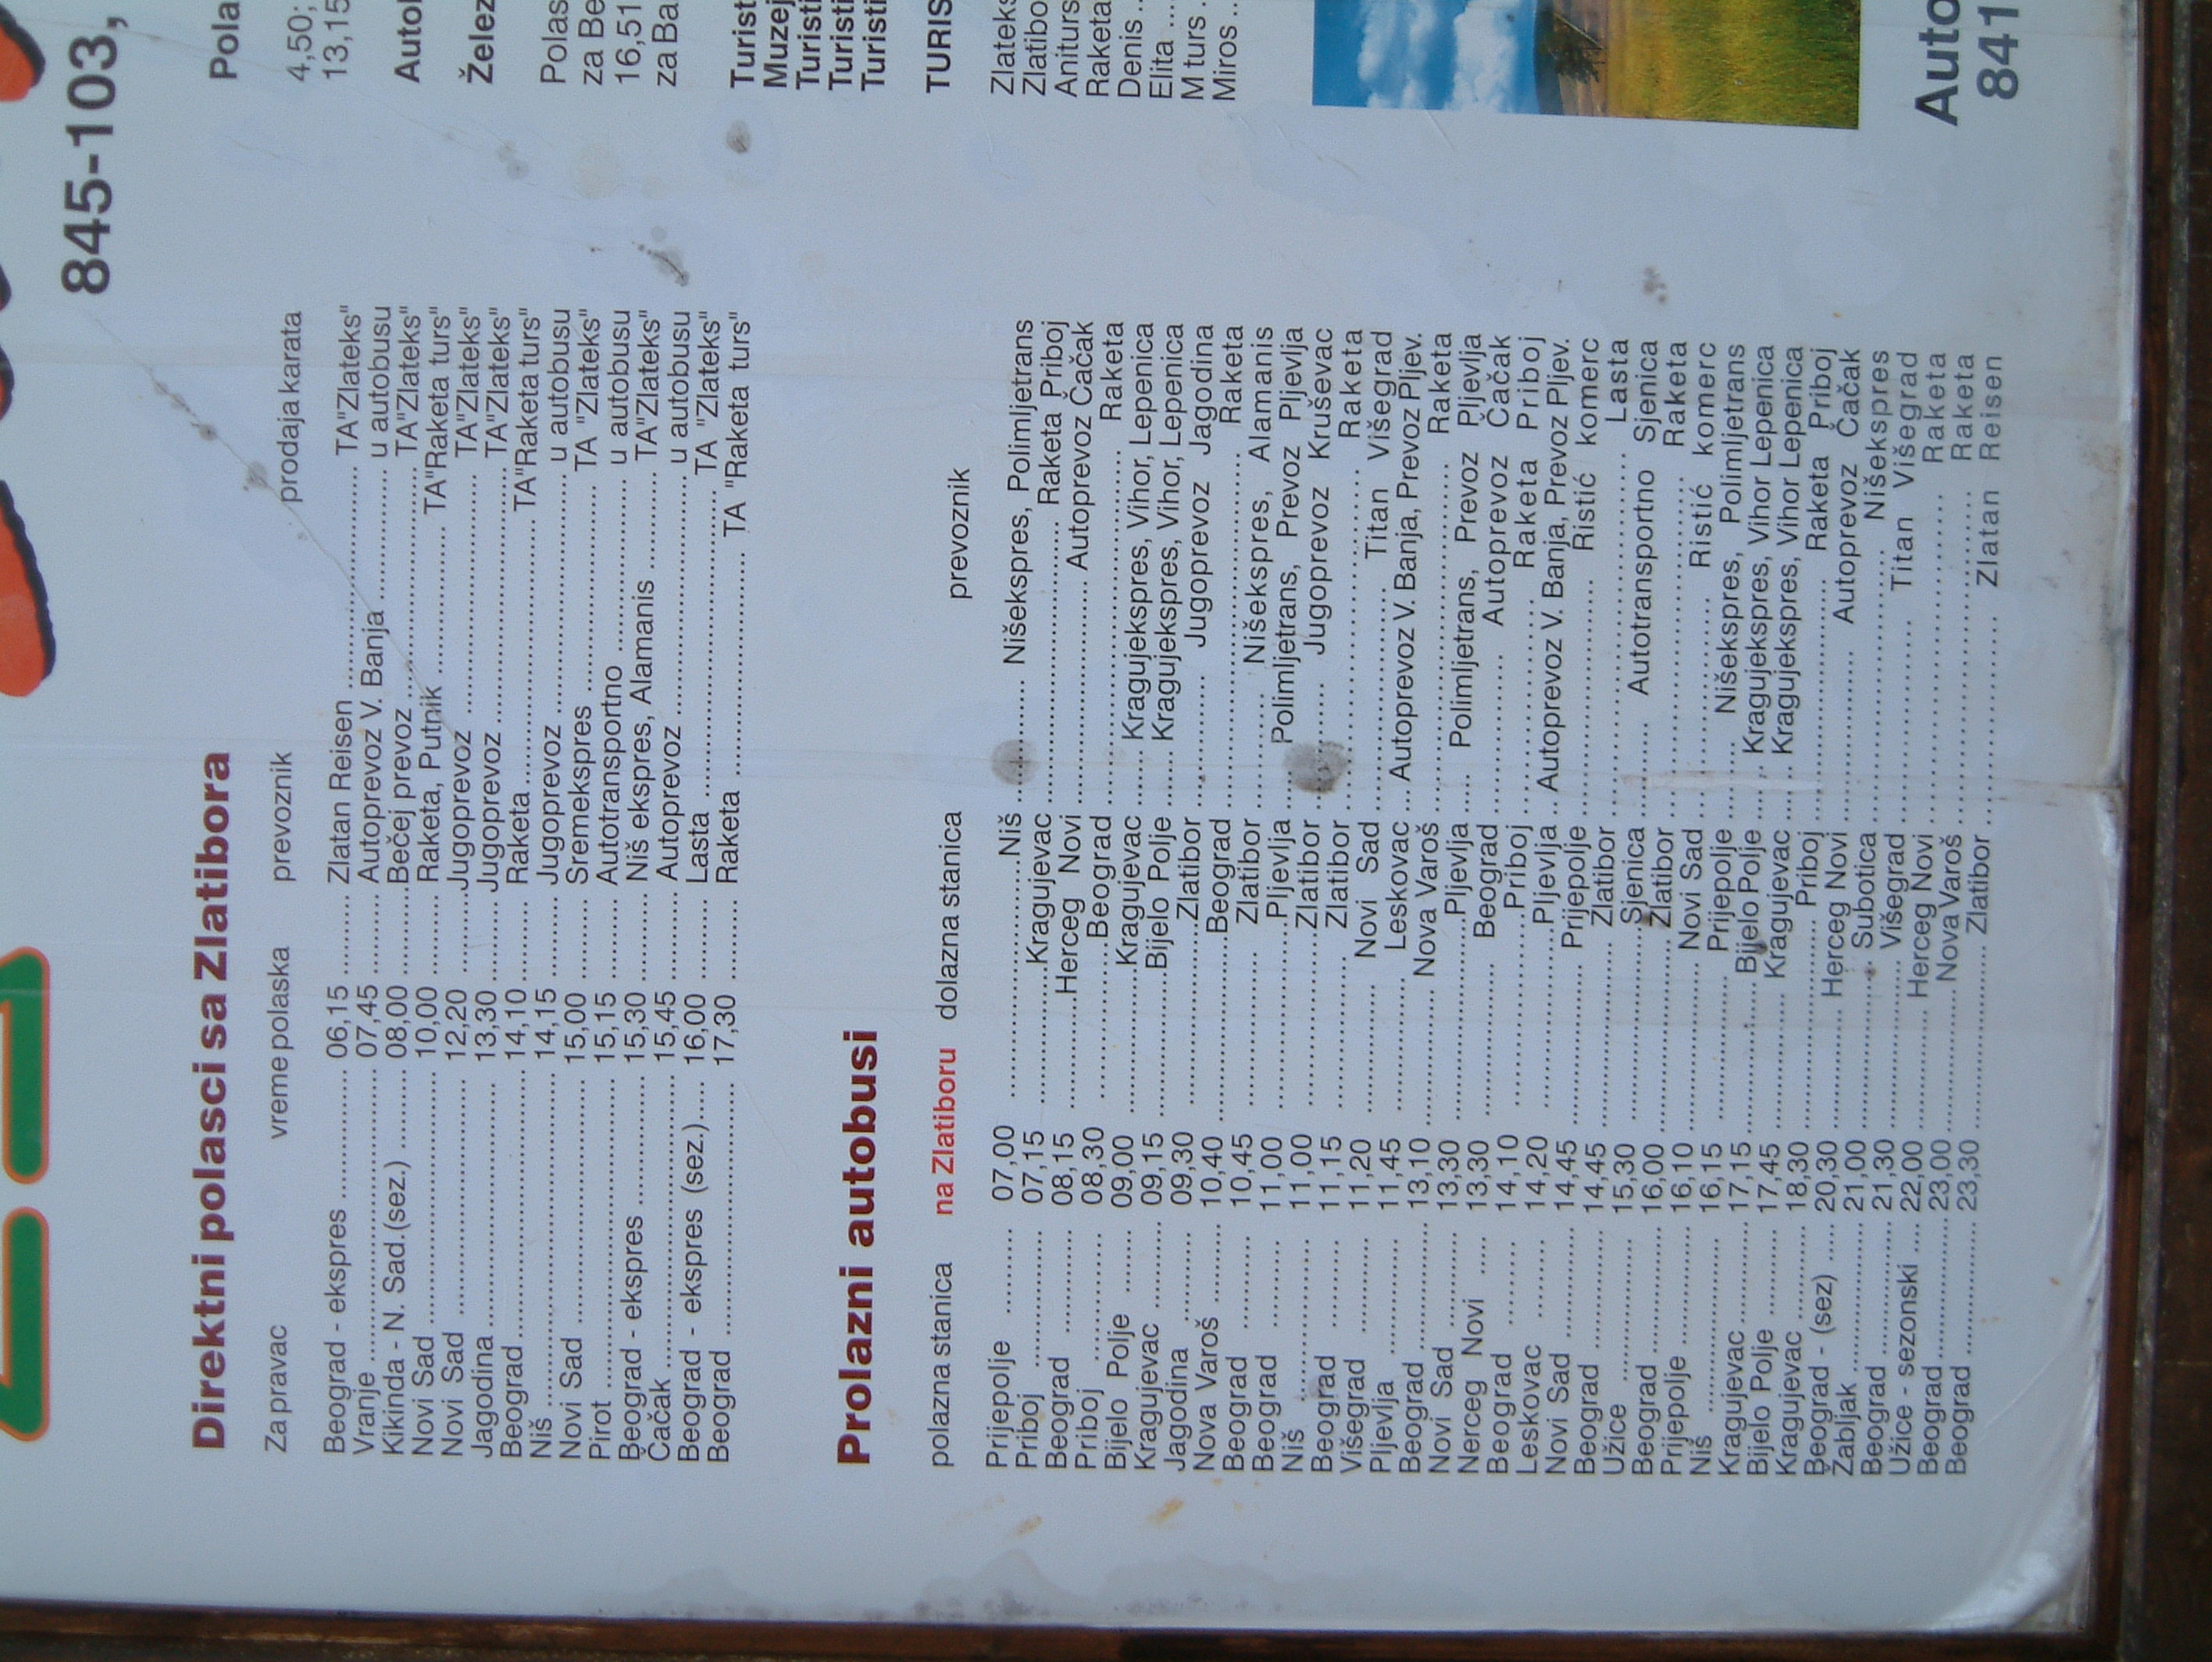 845-103,
Direktni polasci sa Zlatibora
Za pravac vreme polaska prevoznik prodaja karata
Beograd - ekspres 06,15 Zlatan Reisen TA"Zlateks"
Vranje 07,45 Autoprevoz V. Banja u autobusu
Kikinda - N. Sad.(sez.) 08,00 Bečej prevoz TA"Zlateks"
Novi Sad 10,00 Raketa, Putnik TA"Raketa turs"
Novi Sad 12,20 Jugoprevoz TA"Zlateks"
Jagodina 13,30 Jugoprevoz TA"Zlateks"
Beograd 14,10 Raketa TA"Raketa turs"
Niš 14,15 Jugoprevoz u autobusu
Novi Sad 15,00 Sremekspres TA "Zlateks"
Pirot 15,15 Autotransportno u autobusu
Beograd - ekspres 15,30 Niš ekspres, Alamanis TA"Zlateks"
Čačak 15,45 Autoprevoz u autobusu
Beograd - ekspres (sez.) 16,00 Lasta TA "Zlateks"
Beograd 17,30 Raketa TA "Raketa turs"
Prolazni autobusi
polazna stanica na Zlatiboru dolazna stanica prevoznik
Prijepolje 07,00 Niš Nišekspres, Polimljetrans
Priboj 07,15 Kragujevac Raketa Priboj
Beograd 08,15 Herceg Novi Autoprevoz Čačak
Priboj 08,30 Beograd Raketa
Bijelo Polje 09,00 Kragujevac Kragujekspres, Vihor, Lepenica
Kragujevac 09,15 Bijelo Polje Kragujekspres, Vihor, Lepenica
Jagodina 09,30 Zlatibor Jugoprevoz Jagodina
Nova Varoš 10,40 Beograd Raketa
Beograd 10,45 Zlatibor Nišekspres, Alamanis
Beograd 11,00 Pljevlja Polimljetrans, Prevoz Pljevlja
Niš 11,00 Zlatibor Jugoprevoz Kruševac
Beograd 11,15 Zlatibor Raketa
Višegrad 11,20 Novi Sad Titan Višegrad
Pljevlja 11,45 Leskovac Autoprevoz V. Banja, Prevoz Pljev.
Beograd 13,10 Nova Varoš Raketa
Novi Sad 13,30 Pljevlja Polimljetrans, Prevoz Pljevlja
Nerceg Novi 13,30 Beograd Autoprevoz Čačak
Beograd 14,10 Priboj Raketa Priboj
Leskovac 14,20 Pljevlja Autoprevoz V. Banja, Prevoz Pljev.
Novi Sad 14,45 Prijepolje Ristić komerc
Beograd 14,45 Zlatibor Lasta
Užice 15,30 Sjenica Autotransportno Sjenica
Beograd 16,00 Zlatibor Raketa
Prijepolje 16,10 Novi Sad Ristić komerc
Niš 16,15 Prijepolje Nišekspres, Polimljetrans
Kragujevac 17,15 Bijelo Polje Kragujekspres, Vihor Lepenica
Bijelo Polje 17,45 Kragujevac Kragujekspres, Vihor Lepenica
Kragujevac 18,30 Priboj Raketa Priboj
Beograd - (sez) 20,30 Herceg Novi Autoprevoz Čačak
Žabljak 21,00 Subotica Nišekspres
Beograd 21,30 Višegrad Titan Višegrad
Užice - sezonski 22,00 Herceg Novi Raketa
Beograd 23,00 Nova Varoš Raketa
Beograd 23,30 Zlatibor Zlatan Reisen
Pola
4,50;
13,15
Autol
Želez
Polas
za Be
16,51
za Ba
Turist
Muzej
Turisti
Turisti
Turisti
TURIS
Zlateks
Zlatibo
Aniturs
Raketa
Denis
Elita
M turs
Miros
Auto
841